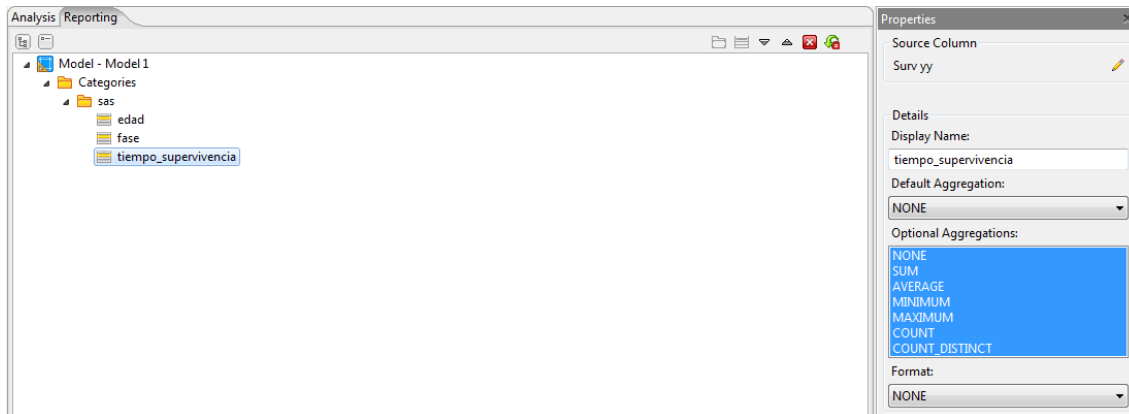 Analysis Reporting
Model - Model 1
Categories
sas
edad
fase
tiempo_supervivencia
Properties
Source Column
Surv yy
Details
Display Name:
tiempo_supervivencia
Default Aggregation:
NONE
Optional Aggregations:
NONE
SUM
AVERAGE
MINIMUM
MAXIMUM
COUNT
COUNT_DISTINCT
Format:
NONE